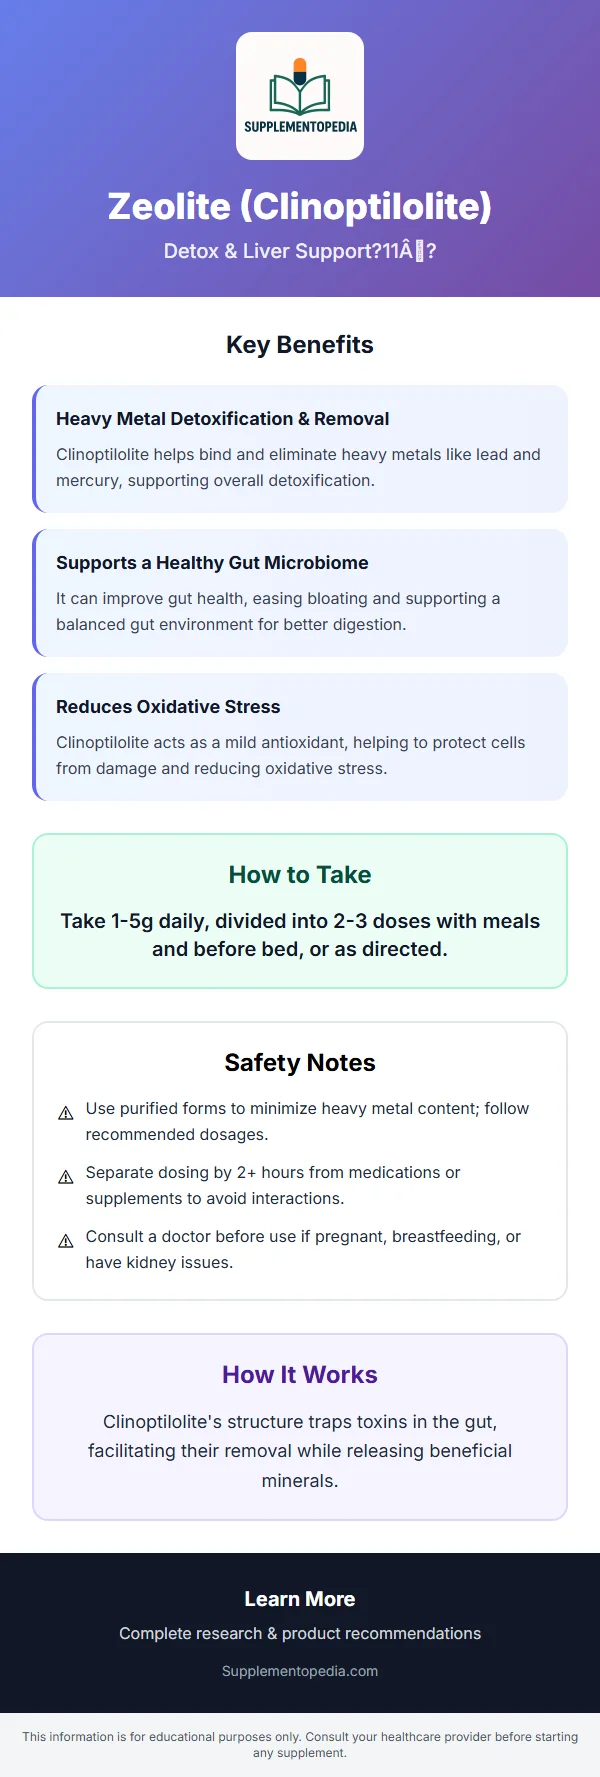 SUPPLEMENTOPEDIA
Zeolite (Clinoptilolite)
Detox & Liver Support?11Â?
Key Benefits
Heavy Metal Detoxification & Removal
Clinoptilolite helps bind and eliminate heavy metals like lead and
mercury, supporting overall detoxification.
Supports a Healthy Gut Microbiome
It can improve gut health, easing bloating and supporting a
balanced gut environment for better digestion.
Reduces Oxidative Stress
Clinoptilolite acts as a mild antioxidant, helping to protect cells
from damage and reducing oxidative stress.
How to Take
Take 1-5g daily, divided into 2-3 doses with meals
and before bed, or as directed.
Safety Notes
⚠ Use purified forms to minimize heavy metal content; follow
recommended dosages.
⚠ Separate dosing by 2+ hours from medications or
supplements to avoid interactions.
⚠ Consult a doctor before use if pregnant, breastfeeding, or
have kidney issues.
How It Works
Clinoptilolite's structure traps toxins in the gut,
facilitating their removal while releasing beneficial
minerals.
Learn More
Complete research & product recommendations
Supplementopedia.com
This information is for educational purposes only. Consult your healthcare provider before starting
any supplement.